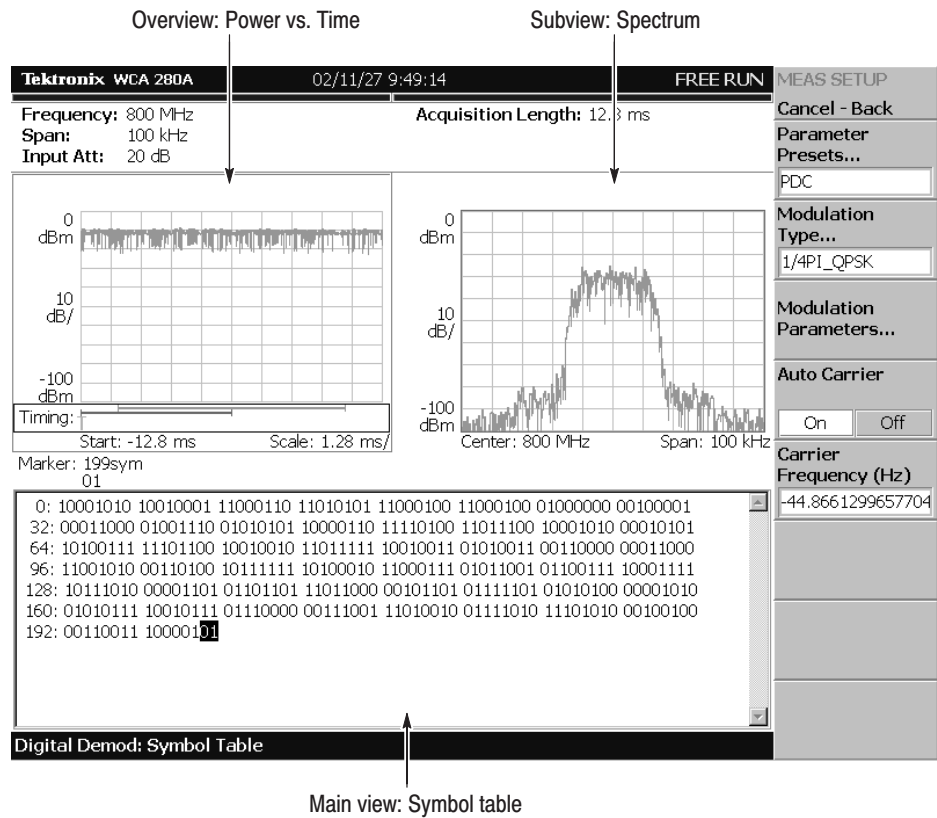 Overview: Power vs. Time
Subview: Spectrum
Tektronix WCA 280A 02/11/27 9:49:14 FREE RUN
Frequency: 800 MHz
Span: 100 kHz
Input Att: 20 dB
Acquisition Length: 12.8 ms
0
dBm
10
dB/
-100
dBm
Timing:
Start: -12.8 ms Scale: 1.28 ms/
0
dBm
10
dB/
-100
dBm
Center: 800 MHz Span: 100 kHz
Marker: 199sym
01
0: 10001010 10010001 11000110 11010101 11000100 11000100 01000000 00100001
32: 00011000 01001110 01010101 10000110 11110100 11011100 10001010 00010101
64: 10100111 11101100 10010010 11011111 10010011 01010011 00110000 00011000
96: 11001010 00110100 10111111 10100010 11000111 01011001 01100111 10001111
128: 10111010 00001101 01101101 11011000 00101101 01111101 01010100 00001010
160: 01010111 10010111 01110000 00111001 11010010 01111010 11101010 00100100
192: 00110011 10000101
Digital Demod: Symbol Table
MEAS SETUP
Cancel - Back
Parameter
Presets...
PDC
Modulation
Type...
1/4PI_QPSK
Modulation
Parameters...
Auto Carrier
On Off
Carrier
Frequency (Hz)
-44.8661299657704
Main view: Symbol table